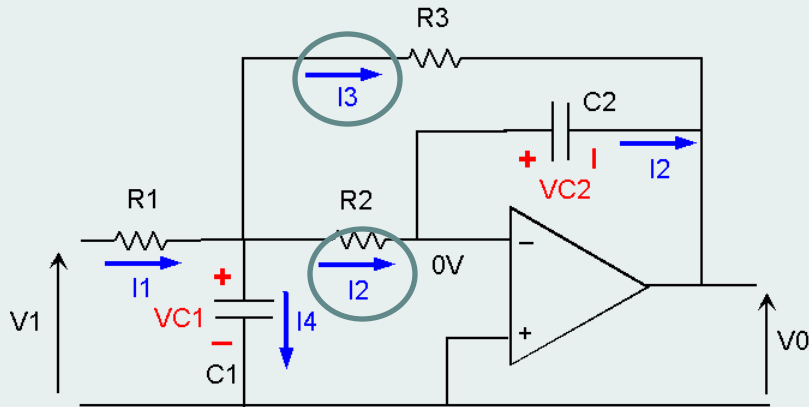 R3
I3
C2
+ −
I2
VC2
R1
R2
−
0V
I1
+
I2
V1
VC1
I4
+
V0
−
C1